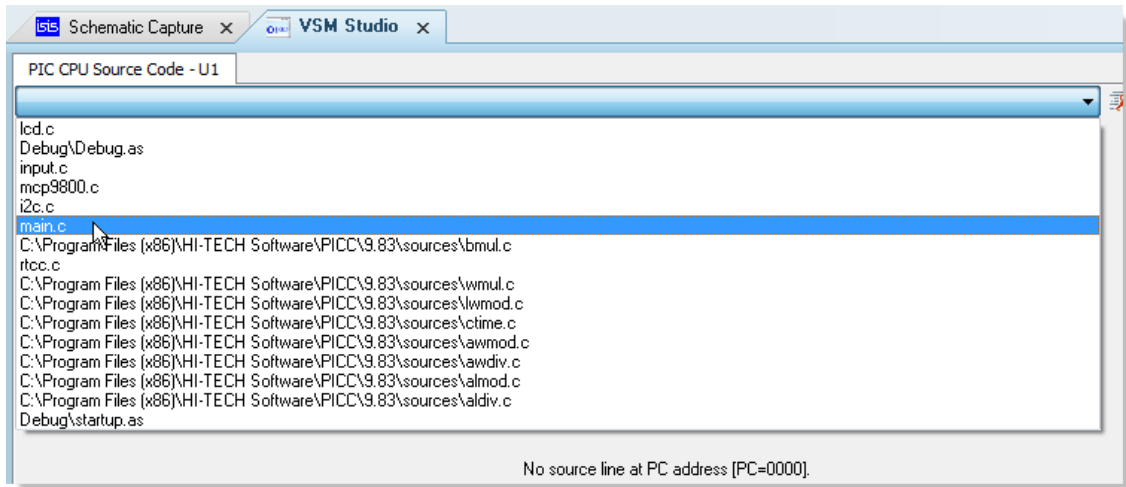 isis Schematic Capture x VSM Studio x
PIC CPU Source Code - U1
lcd.c
Debug\Debug.as
input.c
mcp9800.c
i2c.c
main.c
C:\Program Files (x86)\HI-TECH Software\PICC\9.83\sources\bmul.c
rtcc.c
C:\Program Files (x86)\HI-TECH Software\PICC\9.83\sources\wmul.c
C:\Program Files (x86)\HI-TECH Software\PICC\9.83\sources\lwmod.c
C:\Program Files (x86)\HI-TECH Software\PICC\9.83\sources\ctime.c
C:\Program Files (x86)\HI-TECH Software\PICC\9.83\sources\awmod.c
C:\Program Files (x86)\HI-TECH Software\PICC\9.83\sources\awdiv.c
C:\Program Files (x86)\HI-TECH Software\PICC\9.83\sources\almod.c
C:\Program Files (x86)\HI-TECH Software\PICC\9.83\sources\aldiv.c
Debug\startup.as
No source line at PC address [PC=0000].